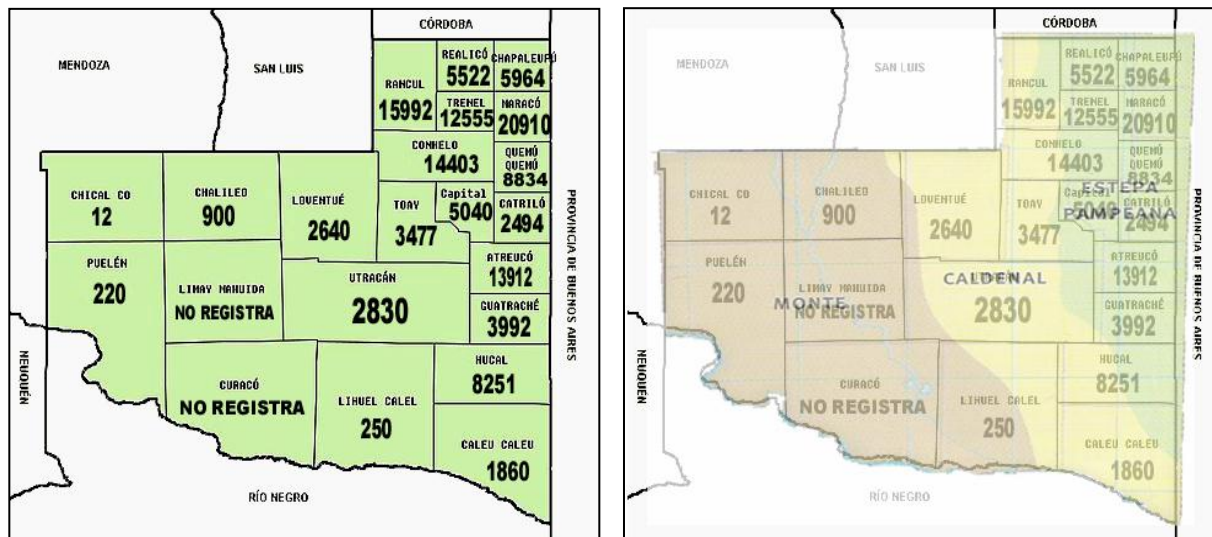 CÓRDOBA
MENDOZA
SAN LUIS
REALICÓ
5522
CHAPALEUFÚ
5964
RANCUL
15992
TRENEL
12555
MARACÓ
20910
CONHELO
14403
QUEMÚ
QUEMÚ
8834
CHICAL CO
12
CHALILEO
900
LOVENTUÉ
2640
TOAY
3477
Capital
5040
CATRILÓ
2494
PUELÉN
220
LIMAY MAHUIDA
NO REGISTRA
UTRACÁN
2830
ATREUCÓ
13912
GUATRACHÉ
3992
PROVINCIA DE BUENOS AIRES
NEUQUÉN
CURACÓ
NO REGISTRA
LIHUEL CALEL
250
HUCAL
8251
CALEU CALEU
1860
RÍO NEGRO
CÓRDOBA
MENDOZA
SAN LUIS
REALICÓ
5522
CHAPALEUFÚ
5964
RANCUL
15992
TRENEL
12555
MARACÓ
20910
CONHELO
14403
QUEMÚ
QUEMÚ
8834
CHICAL CO
12
CHALILEO
900
LOVENTUÉ
2640
TOAY
3477
Capital
5040
ESTEPA
PAMPEANA
CATRILÓ
2494
PUELÉN
220
LIMAY MAHUIDA
NO REGISTRA
MONTE
CALDENAL
2830
ATREUCÓ
13912
GUATRACHÉ
3992
PROVINCIA DE BUENOS AIRES
NEUQUÉN
CURACÓ
NO REGISTRA
LIHUEL CALEL
250
HUCAL
8251
CALEU CALEU
1860
RÍO NEGRO